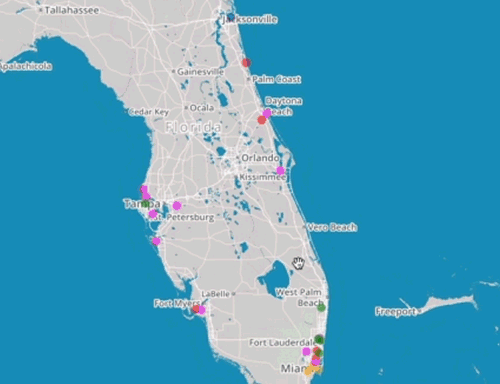 Tallahassee
Jacksonville
Apalachicola
Gainesville
Palm Coast
Daytona
Beach
Cedar Key
Ocala
Florida
Orlando
Kissimmee
Tampa
St. Petersburg
Vero Beach
LaBelle
West Palm
Beach
Fort Myers
Freeport
Fort Lauderdale
Miami